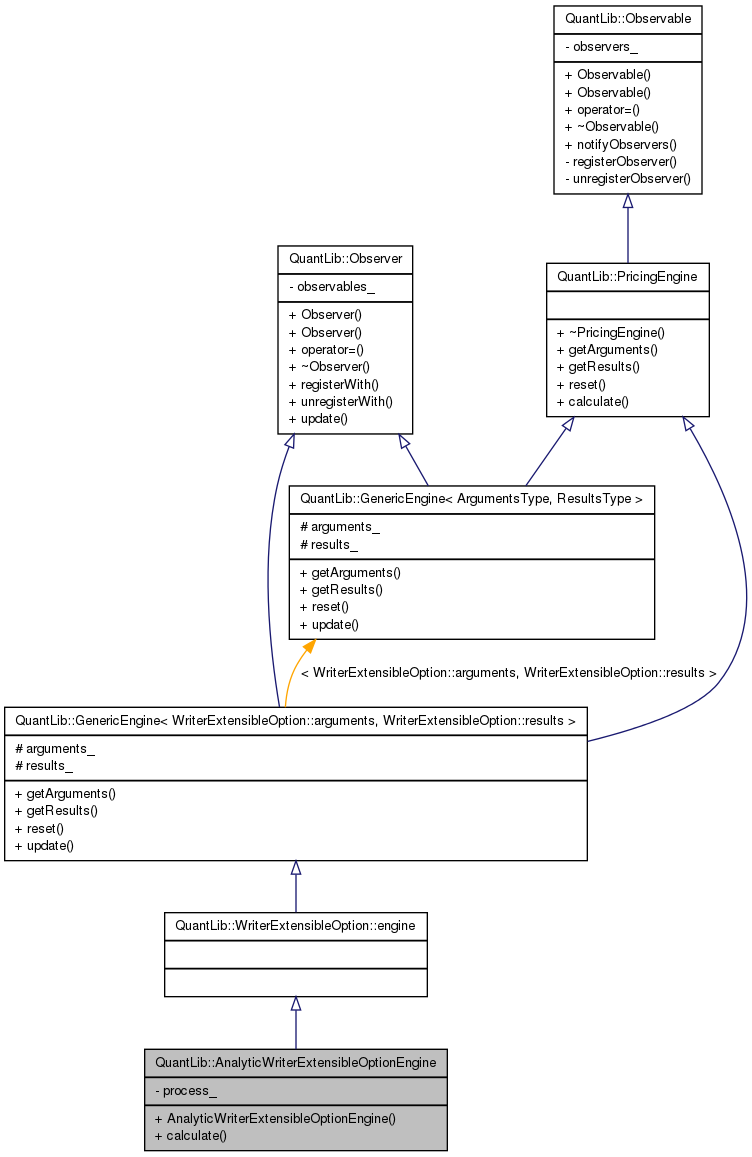 QuantLib::Observable
- observers_
+ Observable()
+ Observable()
+ operator=()
+ ~Observable()
+ notifyObservers()
- registerObserver()
- unregisterObserver()
QuantLib::Observer
- observables_
+ Observer()
+ Observer()
+ operator=()
+ ~Observer()
+ registerWith()
+ unregisterWith()
+ update()
QuantLib::PricingEngine
+ ~PricingEngine()
+ getArguments()
+ getResults()
+ reset()
+ calculate()
QuantLib::GenericEngine< ArgumentsType, ResultsType >
# arguments_
# results_
+ getArguments()
+ getResults()
+ reset()
+ update()
< WriterExtensibleOption::arguments, WriterExtensibleOption::results >
QuantLib::GenericEngine< WriterExtensibleOption::arguments, WriterExtensibleOption::results >
# arguments_
# results_
+ getArguments()
+ getResults()
+ reset()
+ update()
QuantLib::WriterExtensibleOption::engine
QuantLib::AnalyticWriterExtensibleOptionEngine
- process_
+ AnalyticWriterExtensibleOptionEngine()
+ calculate()